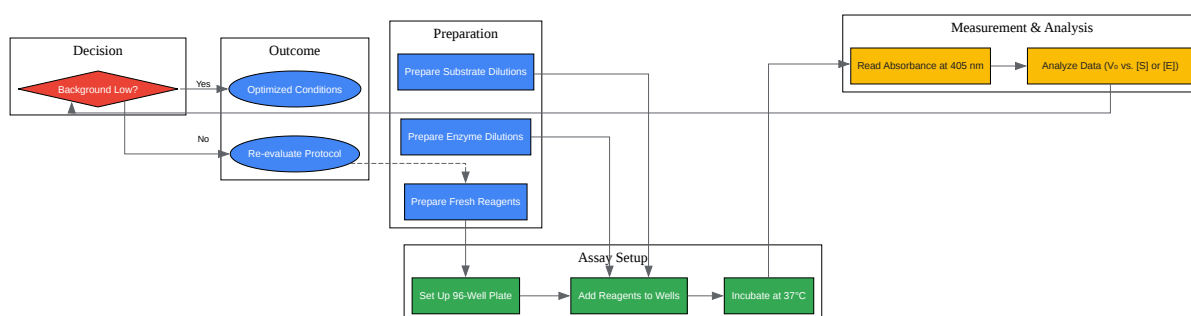 Decision
Background Low?
Yes
No
Outcome
Optimized Conditions
Re-evaluate Protocol
Preparation
Prepare Substrate Dilutions
Prepare Enzyme Dilutions
Prepare Fresh Reagents
Assay Setup
Set Up 96-Well Plate
Add Reagents to Wells
Incubate at 37°C
Measurement & Analysis
Read Absorbance at 405 nm
Analyze Data (V₀ vs. [S] or [E])